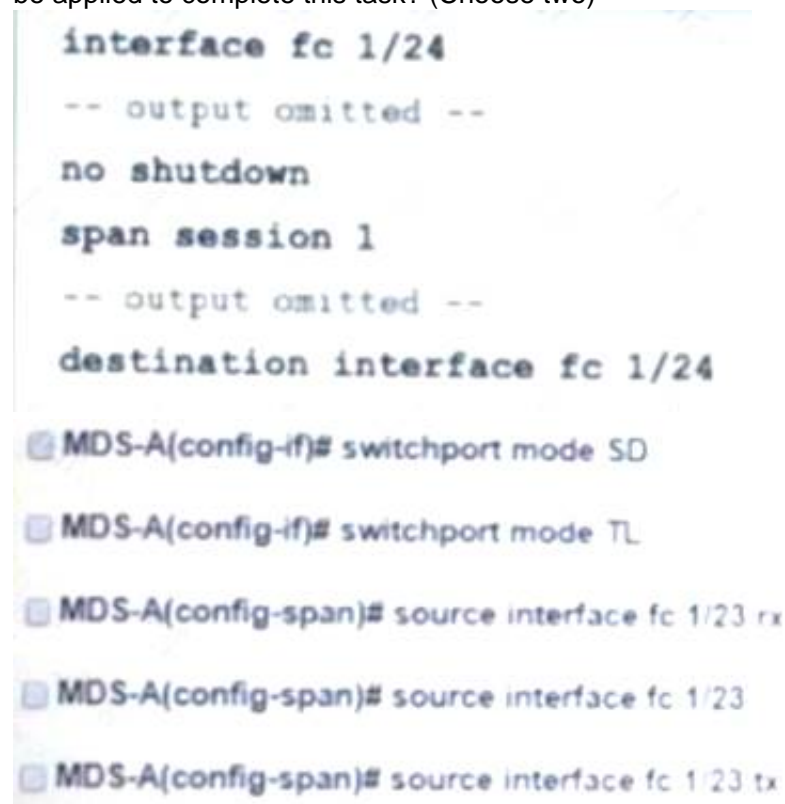 be applied to complete this task? (Choose two)
interface fc 1/24
-- output omitted --
no shutdown
span session 1
-- output omitted --
destination interface fc 1/24
MDS-A(config-if)# switchport mode SD
MDS-A(config-if)# switchport mode TL
MDS-A(config-span)# source interface fc 1/23 rx
MDS-A(config-span)# source interface fc 1/23
MDS-A(config-span)# source interface fc 1/23 tx